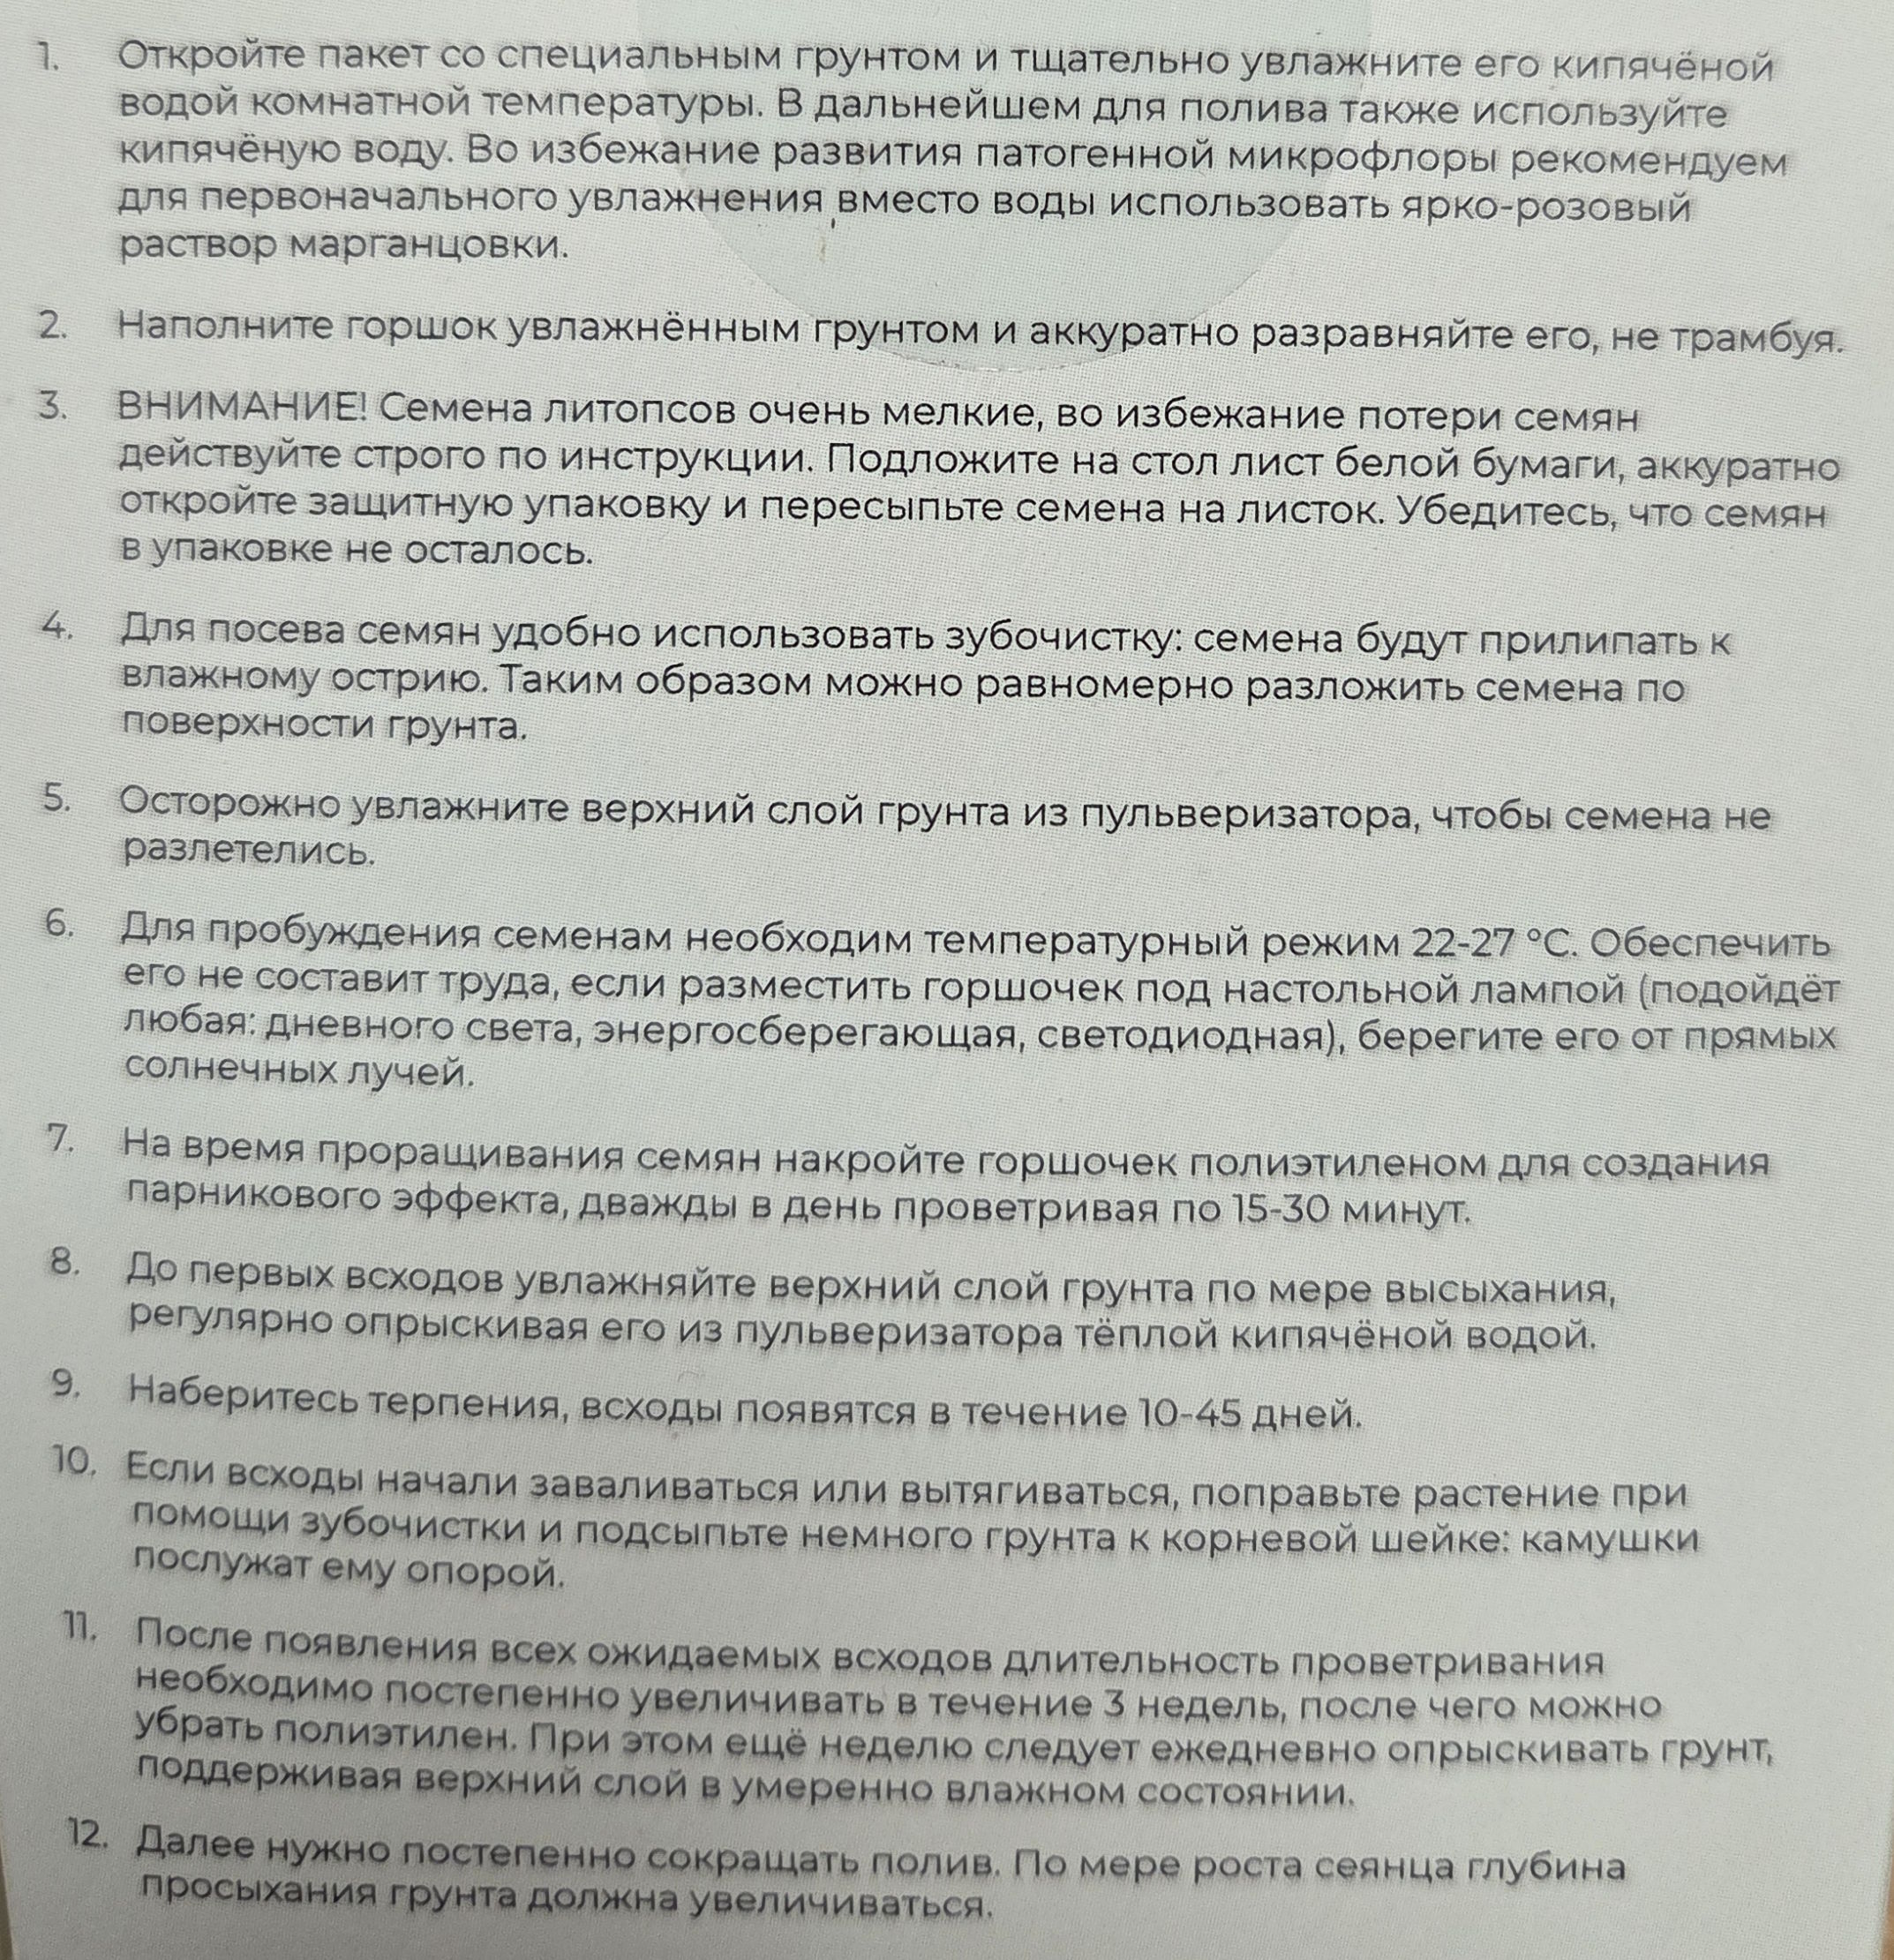 1. Откройте пакет со специальным грунтом и тщательно увлажните его кипячёной
водой комнатной температуры. В дальнейшем для полива также используйте
кипячёную воду. Во избежание развития патогенной микрофлоры рекомендуем
для первоначального увлажнения вместо воды использовать ярко-розовый
раствор марганцовки.
2. Наполните горшок увлажнённым грунтом и аккуратно разравняйте его, не трамбуя.
3. ВНИМАНИЕ! Семена литопсов очень мелкие, во избежание потери семян
действуйте строго по инструкции. Подложите на стол лист белой бумаги, аккуратно
откройте защитную упаковку и пересыпьте семена на листок. Убедитесь, что семян
в упаковке не осталось.
4. Для посева семян удобно использовать зубочистку: семена будут прилипать к
влажному острию. Таким образом можно равномерно разложить семена по
поверхности грунта.
5. Осторожно увлажните верхний слой грунта из пульверизатора, чтобы семена не
разлетелись.
6. Для пробуждения семенам необходим температурный режим 22-27 °C. Обеспечить
его не составит труда, если разместить горшочек под настольной лампой (подойдёт
любая: дневного света, энергосберегающая, светодиодная), берегите его от прямых
солнечных лучей.
7. На время проращивания семян накройте горшочек полиэтиленом для создания
парникового эффекта, дважды в день проветривая по 15-30 минут.
8. До первых всходов увлажняйте верхний слой грунта по мере высыхания,
регулярно опрыскивая его из пульверизатора тёплой кипячёной водой.
9. Наберитесь терпения, всходы появятся в течение 10-45 дней.
10. Если всходы начали заваливаться или вытягиваться, поправьте растение при
помощи зубочистки и подсыпьте немного грунта к корневой шейке: камушки
послужат ему опорой.
11. После появления всех ожидаемых всходов длительность проветривания
необходимо постепенно увеличивать в течение 3 недель, после чего можно
убрать полиэтилен. При этом ещё неделю следует ежедневно опрыскивать грунт,
поддерживая верхний слой в умеренно влажном состоянии.
12. Далее нужно постепенно сокращать полив. По мере роста сеянца глубина
просыхания грунта должна увеличиваться.